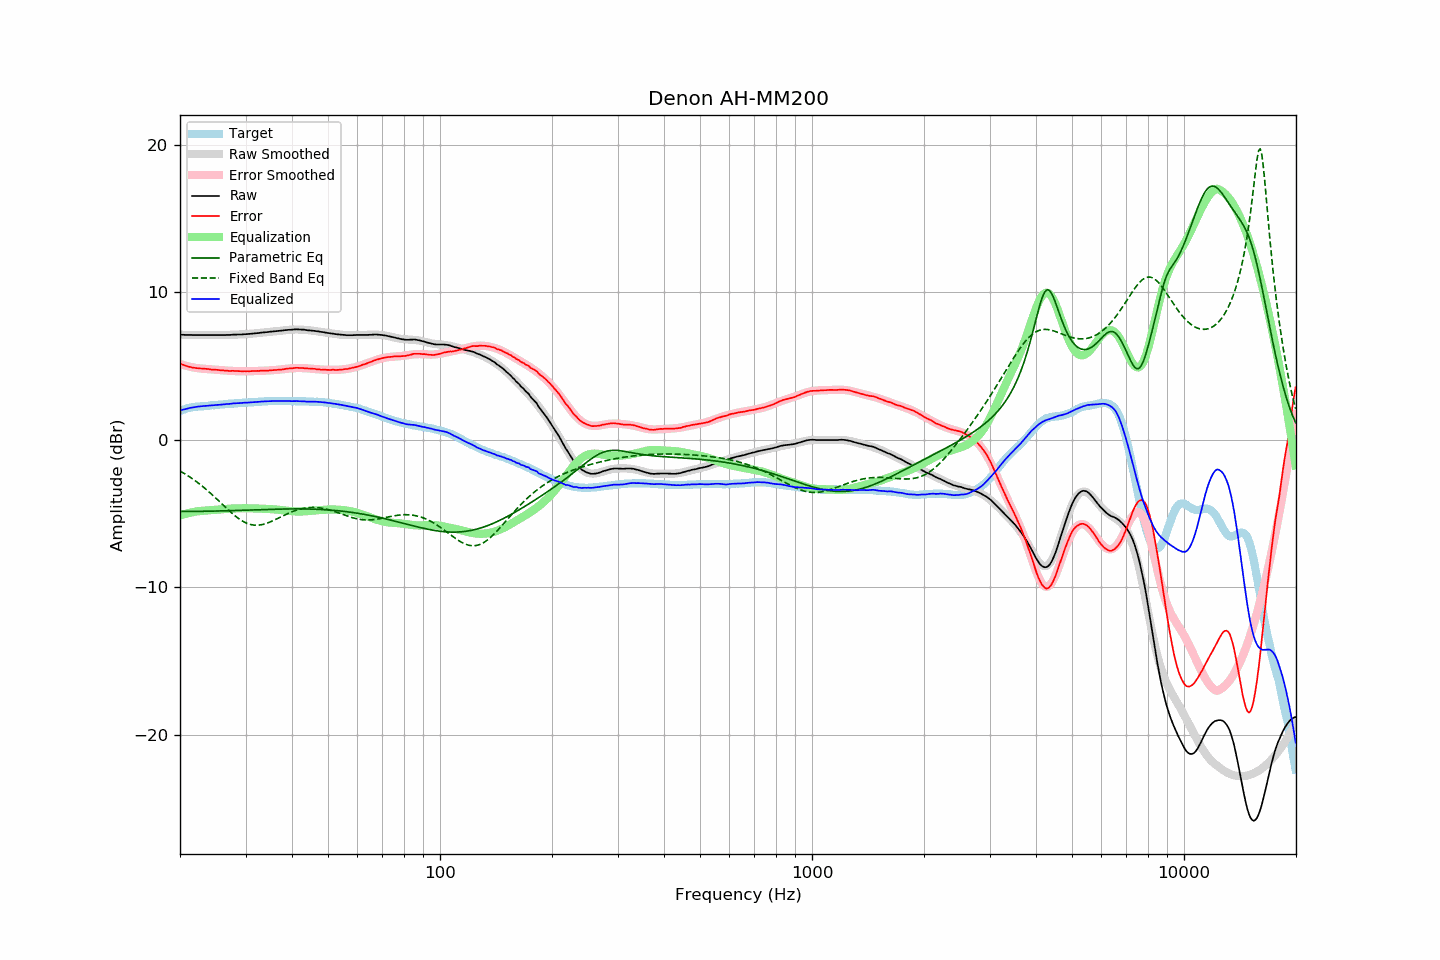 Denon AH-MM200
Target
Raw Smoothed
Error Smoothed
Raw
Error
Equalization
Parametric Eq
Fixed Band Eq
Equalized
20
10
0
−10
−20
Amplitude (dBr)
100
1000
10000
Frequency (Hz)